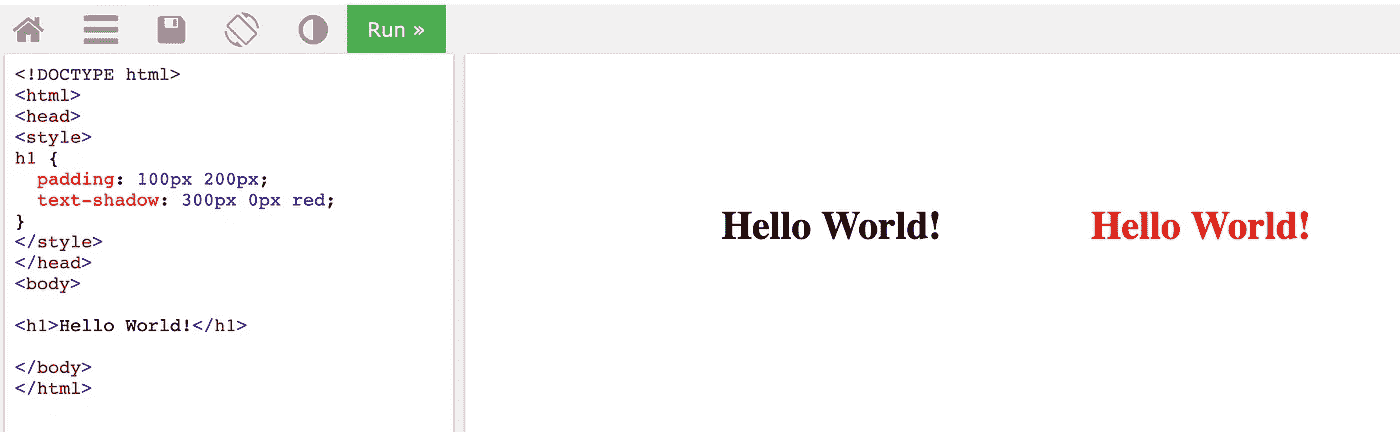 Run »
<!DOCTYPE html>
<html>
<head>
<style>
h1 {
  padding: 100px 200px;
  text-shadow: 300px 0px red;
}
</style>
</head>
<body>
<h1>Hello World!</h1>
</body>
</html>
Hello World! Hello World!